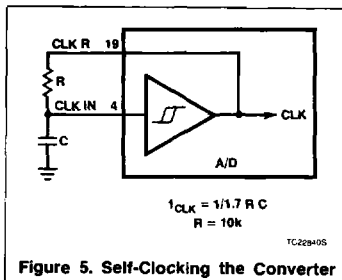 CLK R 19
R
CLK IN 4
CLK
C
A/D
fCLK = 1/1.7 R C
R = 10k
TC22840S
Figure 5. Self-Clocking the Converter